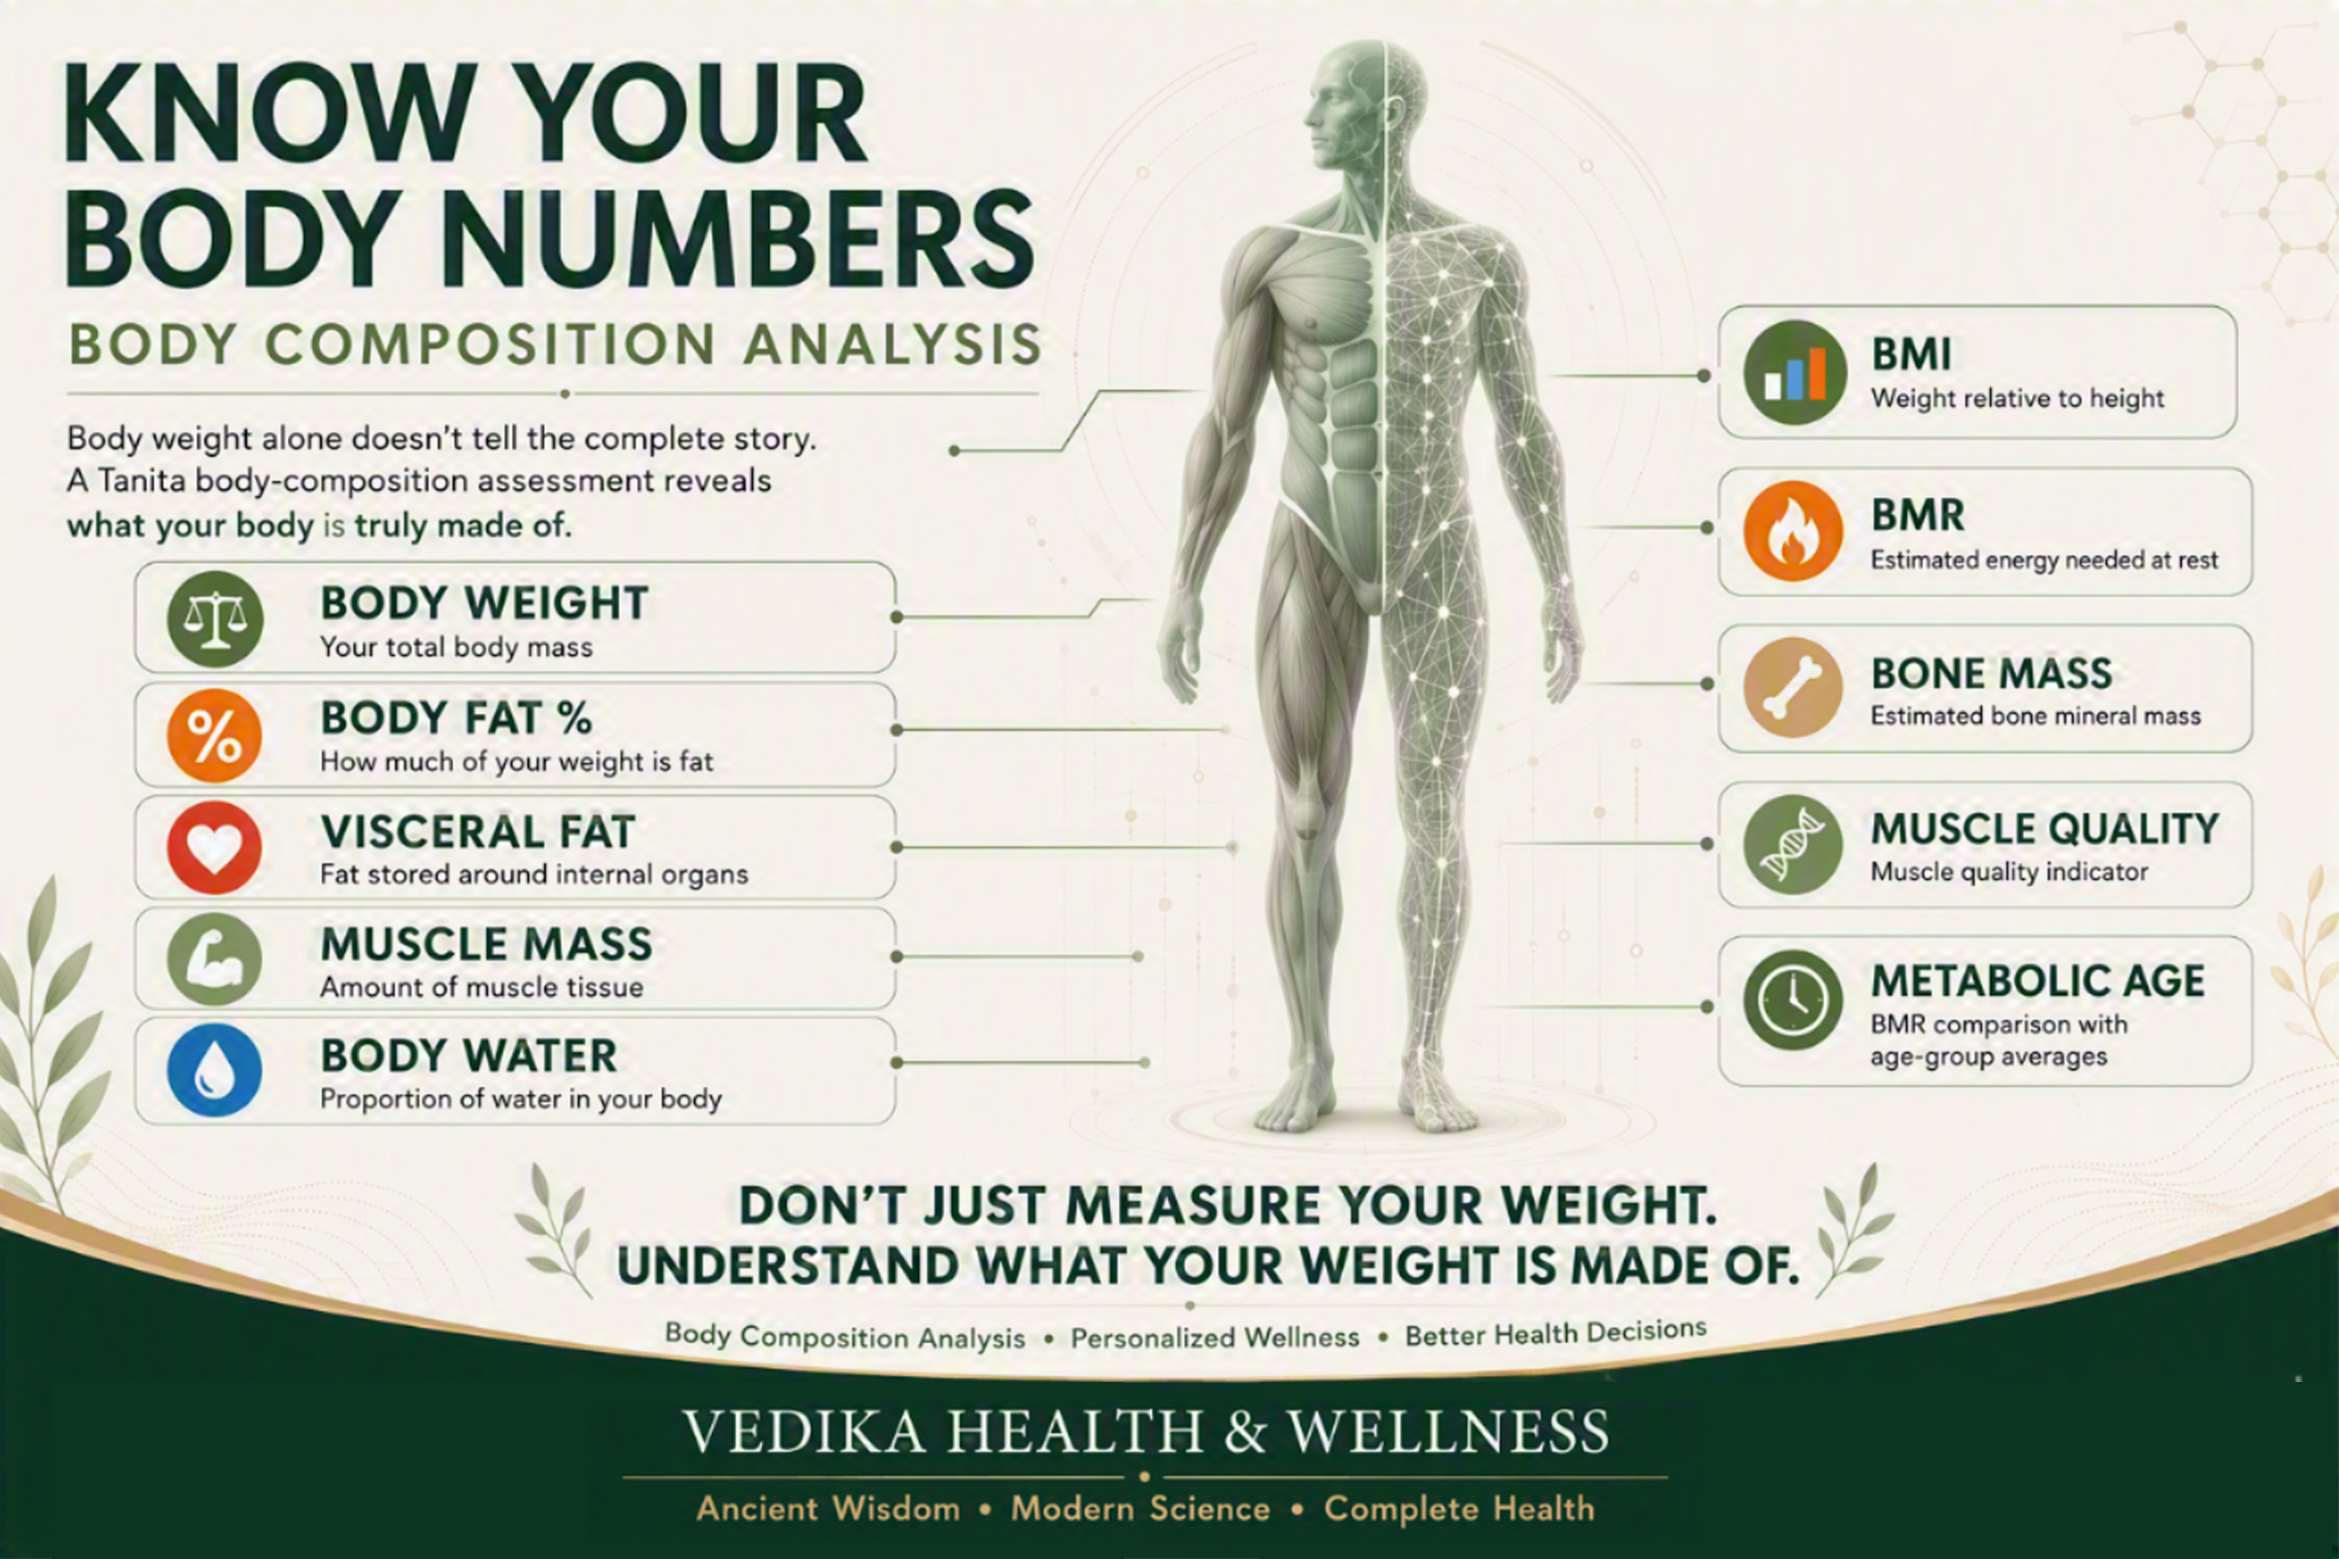 KNOW YOUR
BODY NUMBERS
BODY COMPOSITION ANALYSIS
Body weight alone doesn't tell the complete story.
A Tanita body-composition assessment reveals
what your body is truly made of.
BODY WEIGHT
Your total body mass
%
BODY FAT %
How much of your weight is fat
VISCERAL FAT
Fat stored around internal organs
MUSCLE MASS
Amount of muscle tissue
BODY WATER
Proportion of water in your body
BMI
Weight relative to height
BMR
Estimated energy needed at rest
BONE MASS
Estimated bone mineral mass
MUSCLE QUALITY
Muscle quality indicator
METABOLIC AGE
BMR comparison with
age-group averages
DON'T JUST MEASURE YOUR WEIGHT.
UNDERSTAND WHAT YOUR WEIGHT IS MADE OF.
Body Composition Analysis • Personalized Wellness • Better Health Decisions
VEDIKA HEALTH & WELLNESS
Ancient Wisdom • Modern Science • Complete Health